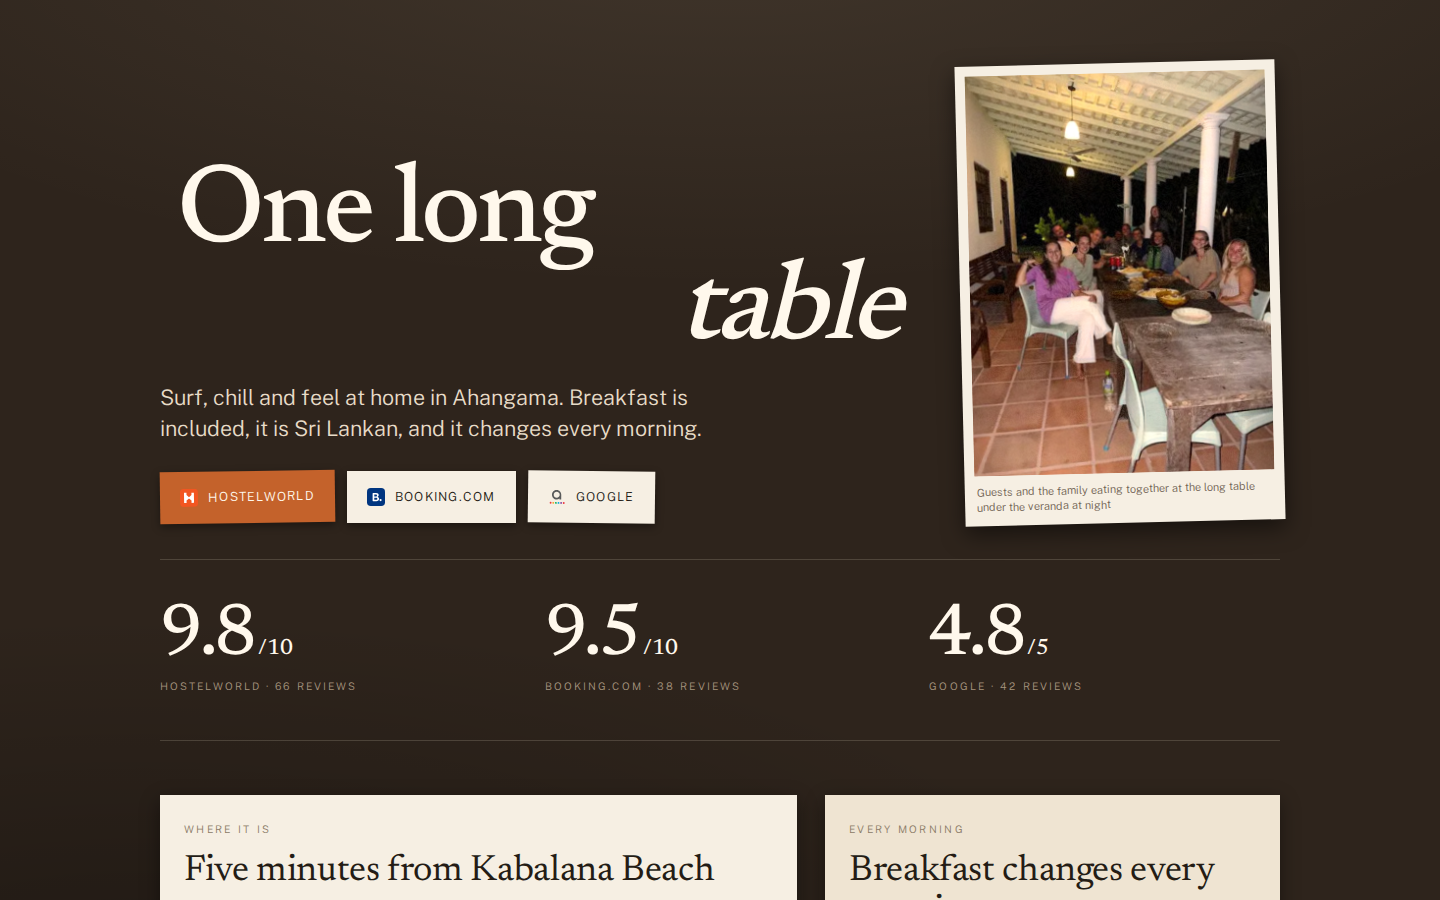 One long
table
Surf, chill and feel at home in Ahangama. Breakfast is
included, it is Sri Lankan, and it changes every morning.
HOSTELWORLD
B. BOOKING.COM
GOOGLE
Guests and the family eating together at the long table
under the veranda at night
9.8/10
HOSTELWORLD · 66 REVIEWS
9.5/10
BOOKING.COM · 38 REVIEWS
4.8/5
GOOGLE · 42 REVIEWS
WHERE IT IS
Five minutes from Kabalana Beach
EVERY MORNING
Breakfast changes every